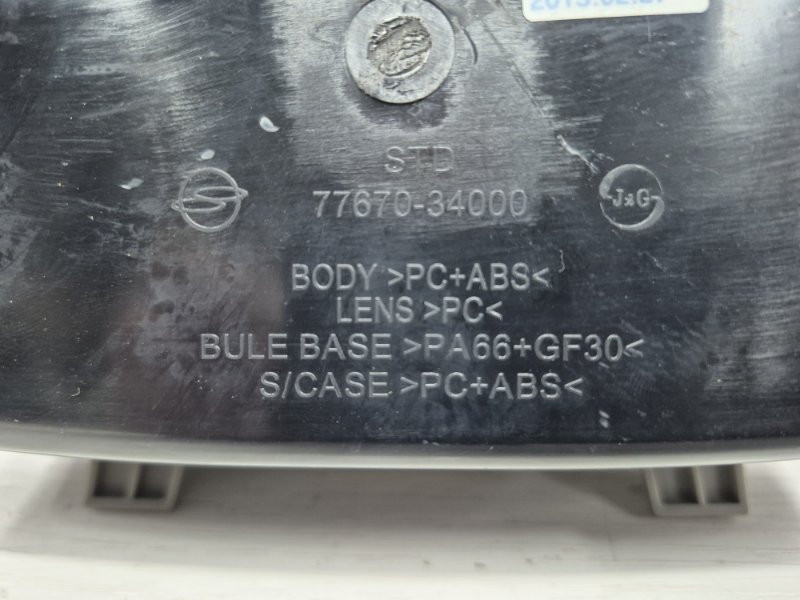 STD
77670-34000
J&G
BODY >PC+ABS<
LENS >PC<
BULE BASE >PA66+GF30<
S/CASE >PC+ABS<